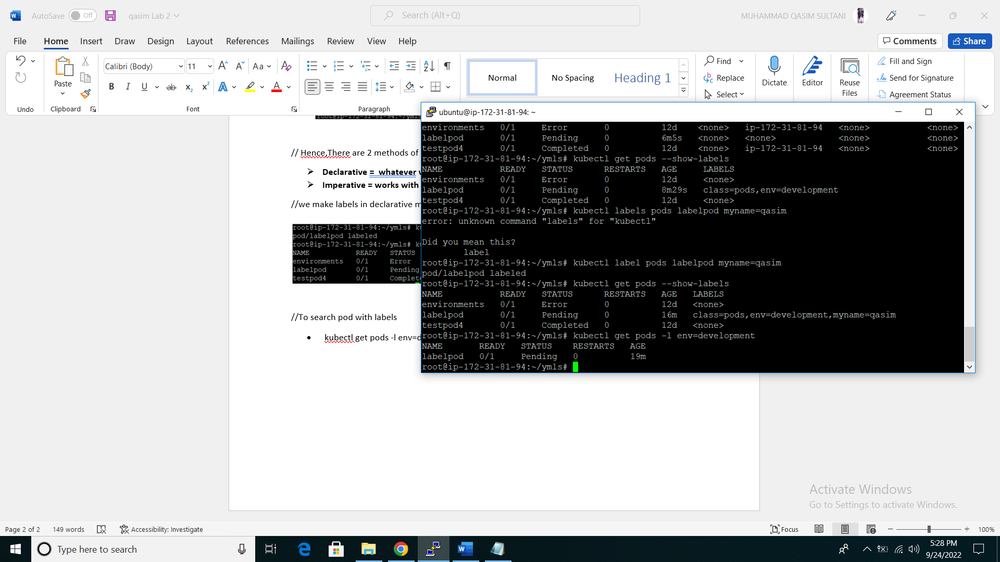 AutoSave Off qasim Lab 2 Search (Alt+Q) MUHAMMAD QASIM SULTANI
File Home Insert Draw Design Layout References Mailings Review View Help Comments Share
Calibri (Body) 11 Aa
Normal No Spacing Heading 1
Find
Replace
Select
Paste
Dictate
Editor
Reuse
Files
Fill and Sign
Send for Signature
Agreement Status
Undo Clipboard Font Paragraph
// Hence,There are 2 methods of
Declarative = whatever
Imperative = works with
//we make labels in declarative
root@ip-172-31-81-94:~/ymls#
pod/labelpod labeled
root@ip-172-31-81-94:~/ymls#
NAME READY STATUS
environments 0/1 Error
labelpod 0/1 Pending
testpod4 0/1
//To search pod with labels
• kubectl get pods -l
ubuntu@ip-172-31-81-94: ~
environments 0/1 Error 0 12d <none> ip-172-31-81-94 <none> <none>
labelpod 0/1 Pending 0 6m5s <none> <none> <none> <none>
testpod4 0/1 Completed 0 12d <none> ip-172-31-81-94 <none> <none>
root@ip-172-31-81-94:~/ymls# kubectl get pods --show-labels
NAME READY STATUS RESTARTS AGE LABELS
environments 0/1 Error 0 12d <none>
labelpod 0/1 Pending 0 8m29s class=pods,env=development
testpod4 0/1 Completed 0 12d <none>
root@ip-172-31-81-94:~/ymls# kubectl labels pods labelpod myname=qasim
error: unknown command "labels" for "kubectl"
Did you mean this?
label
root@ip-172-31-81-94:~/ymls# kubectl label pods labelpod myname=qasim
pod/labelpod labeled
root@ip-172-31-81-94:~/ymls# kubectl get pods --show-labels
NAME READY STATUS RESTARTS AGE LABELS
environments 0/1 Error 0 12d <none>
labelpod 0/1 Pending 0 16m class=pods,env=development,myname=qasim
testpod4 0/1 Completed 0 12d <none>
root@ip-172-31-81-94:~/ymls# kubectl get pods -l env=development
NAME READY STATUS RESTARTS AGE
labelpod 0/1 Pending 0 19m
root@ip-172-31-81-94:~/ymls#
Activate Windows
Go to Settings to activate Windows.
Page 2 of 2 149 words Accessibility: Investigate Focus 100%
Type here to search
5:28 PM
9/24/2022